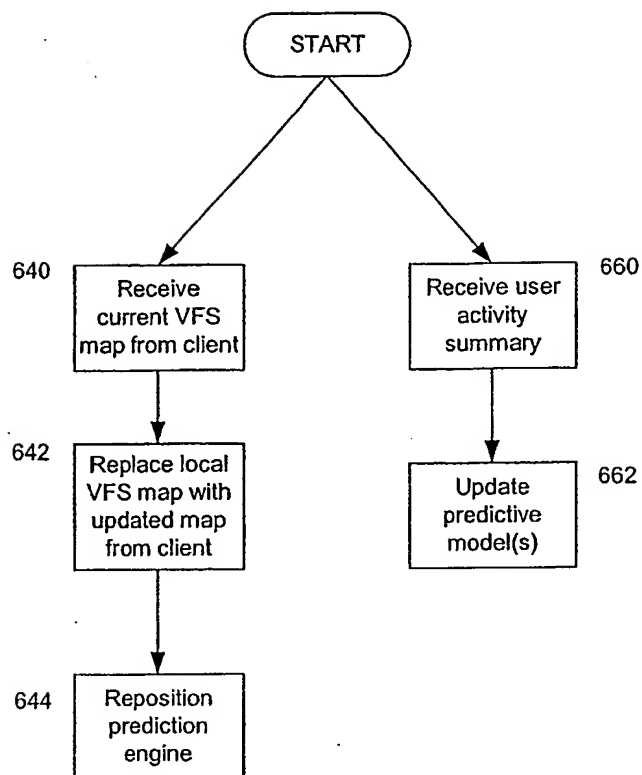 START
640
Receive
current VFS
map from client
660
Receive user
activity
summary
642
Replace local
VFS map with
updated map
from client
662
Update
predictive
model(s)
644
Reposition
prediction
engine